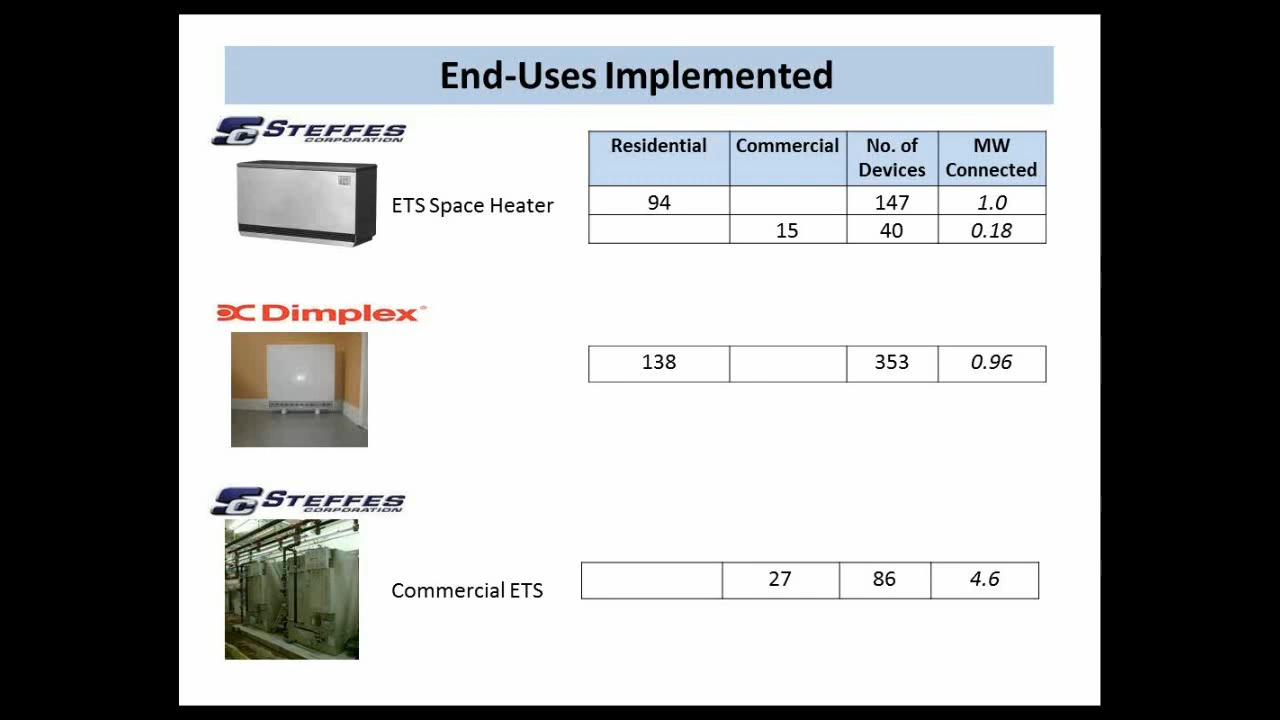 End-Uses Implemented
STEFFES
CORPORATION
ETS Space Heater
Residential Commercial No. of Devices MW Connected
94 147 1.0
15 40 0.18
Dimplex
138 353 0.96
STEFFES
CORPORATION
Commercial ETS
27 86 4.6